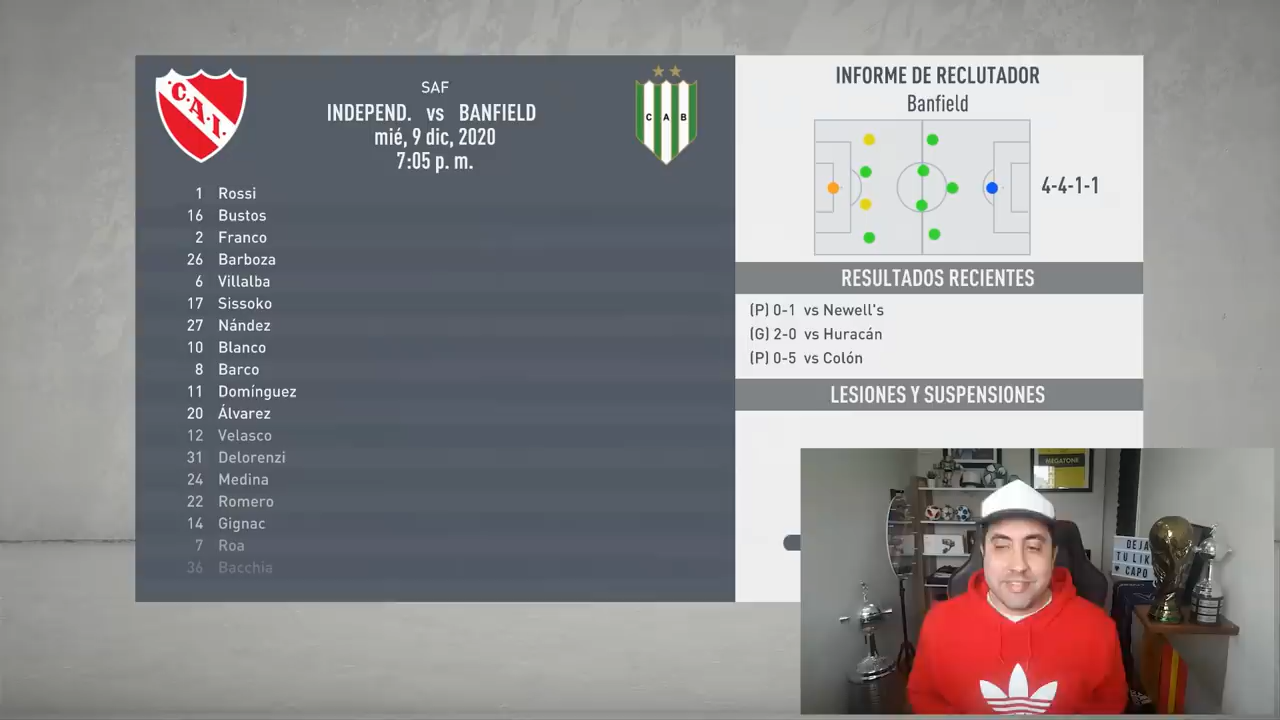 C.A.I.
SAF
INDEPEND. vs BANFIELD
mié, 9 dic, 2020
7:05 p. m.
C A B
1 Rossi
16 Bustos
2 Franco
26 Barboza
6 Villalba
17 Sissoko
27 Nández
10 Blanco
8 Barco
11 Domínguez
20 Álvarez
12 Velasco
31 Delorenzi
24 Medina
22 Romero
14 Gignac
7 Roa
36 Bacchia
INFORME DE RECLUTADOR
Banfield
4-4-1-1
RESULTADOS RECIENTES
(P) 0-1 vs Newell's
(G) 2-0 vs Huracán
(P) 0-5 vs Colón
LESIONES Y SUSPENSIONES
MEGATONE
DEJA
TU LIK
♥ CAPO